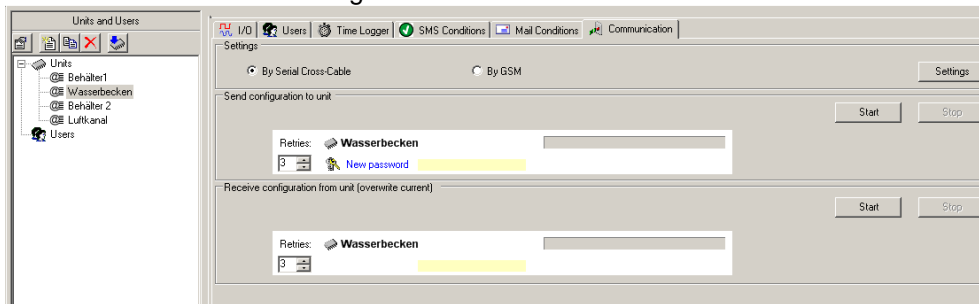 Units and Users
Units
Behälter1
Wasserbecken
Behälter 2
Luftkanal
Users
I/O Users Time Logger SMS Conditions Mail Conditions Communication
Settings
By Serial Cross-Cable By GSM Settings
Send configuration to unit
Start Stop
Retries: Wasserbecken
3 New password
Receive configuration from unit (overwrite current)
Start Stop
Retries: Wasserbecken
3